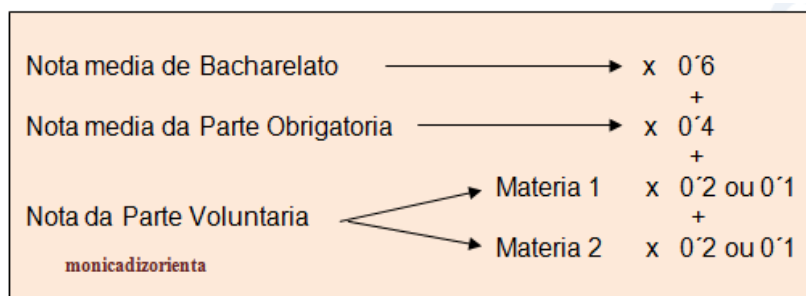 Nota media de Bacharelato x 0´6
+
Nota media da Parte Obrigatoria x 0´4
+
Materia 1 x 0´2 ou 0´1
Nota da Parte Voluntaria +
Materia 2 x 0´2 ou 0´1
monicadizorienta